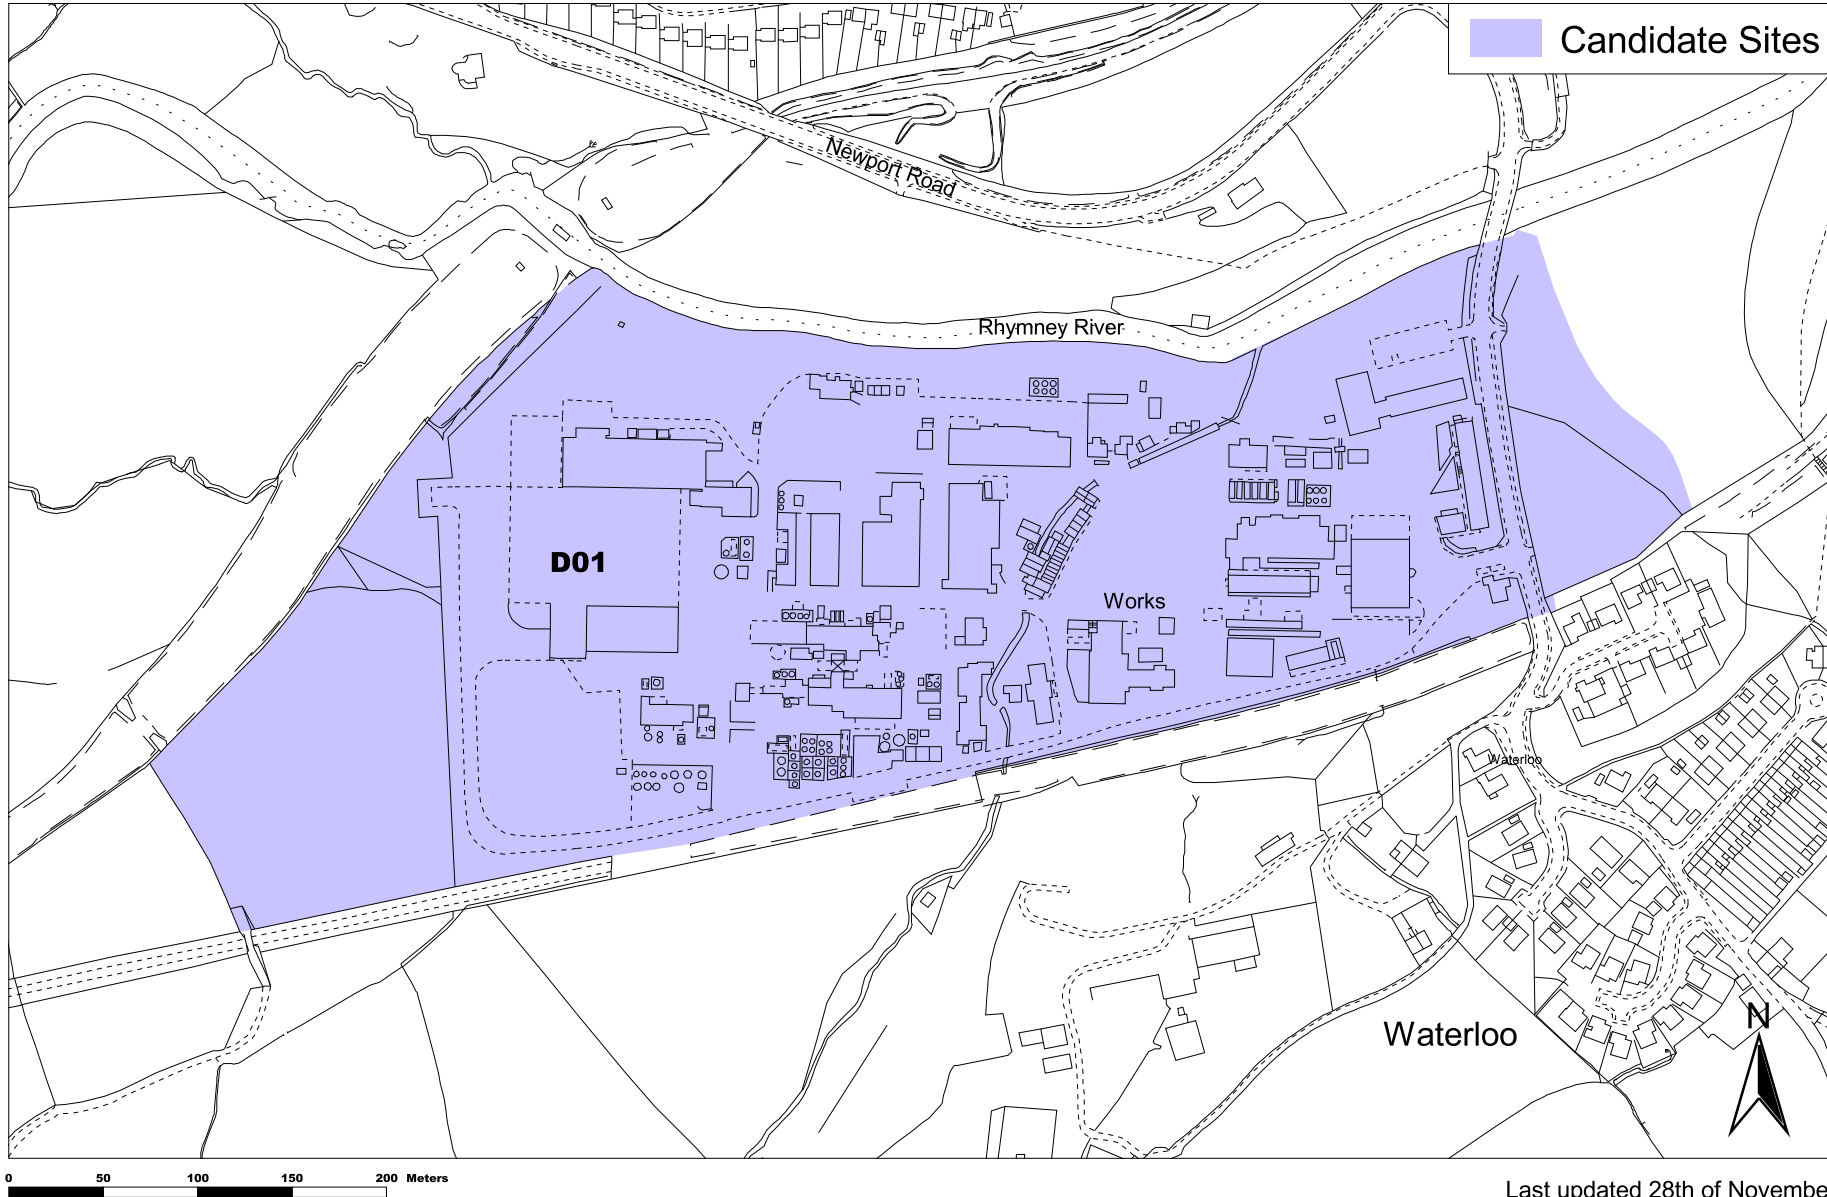 Candidate Sites
Newport Road
Rhymney River
D01
Works
Waterloo
Waterloo
N
0 50 100 150 200 Meters
Last updated 28th of Novembe